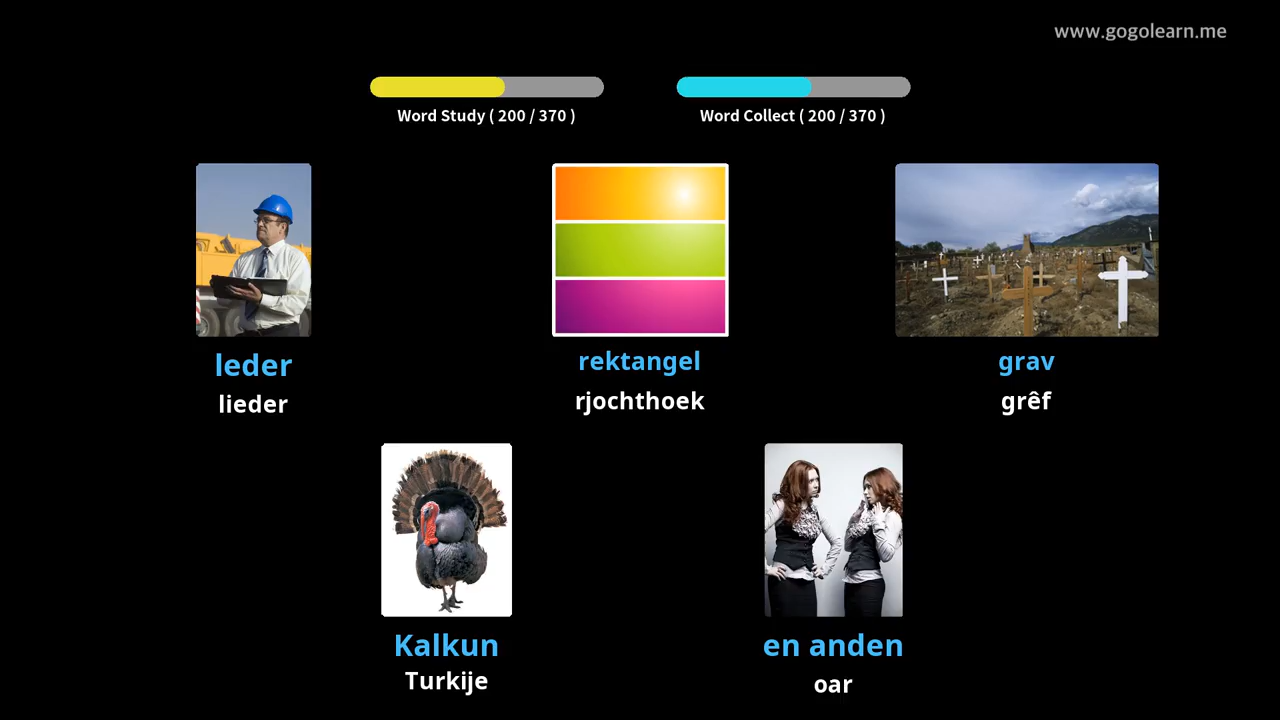 www.gogolearn.me
Word Study ( 200 / 370 )
Word Collect ( 200 / 370 )
leder
lieder
rektangel
rjochthoek
grav
grêf
Kalkun
Turkije
en anden
oar